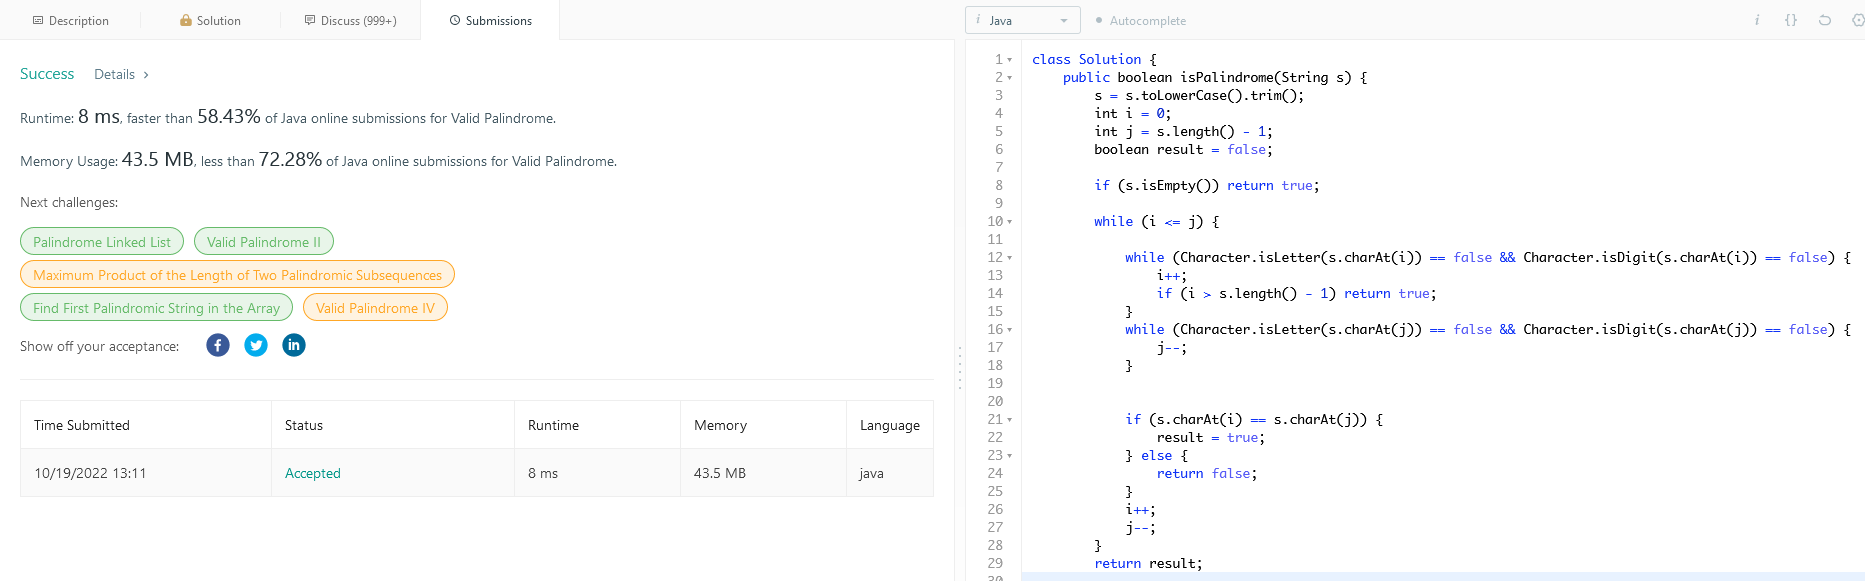 Description
Solution
Discuss (999+)
Submissions
Success Details >
Runtime: 8 ms, faster than 58.43% of Java online submissions for Valid Palindrome.
Memory Usage: 43.5 MB, less than 72.28% of Java online submissions for Valid Palindrome.
Next challenges:
Palindrome Linked List
Valid Palindrome II
Maximum Product of the Length of Two Palindromic Subsequences
Find First Palindromic String in the Array
Valid Palindrome IV
Show off your acceptance:
Time Submitted Status Runtime Memory Language
10/19/2022 13:11 Accepted 8 ms 43.5 MB java
i Java
Autocomplete
i {}
1 class Solution {
2 public boolean isPalindrome(String s) {
3 s = s.toLowerCase().trim();
4 int i = 0;
5 int j = s.length() - 1;
6 boolean result = false;
7
8 if (s.isEmpty()) return true;
9
10 while (i <= j) {
11
12 while (Character.isLetter(s.charAt(i)) == false && Character.isDigit(s.charAt(i)) == false) {
13 i++;
14 if (i > s.length() - 1) return true;
15 }
16 while (Character.isLetter(s.charAt(j)) == false && Character.isDigit(s.charAt(j)) == false) {
17 j--;
18 }
19
20
21 if (s.charAt(i) == s.charAt(j)) {
22 result = true;
23 } else {
24 return false;
25 }
26 i++;
27 j--;
28 }
29 return result;
30